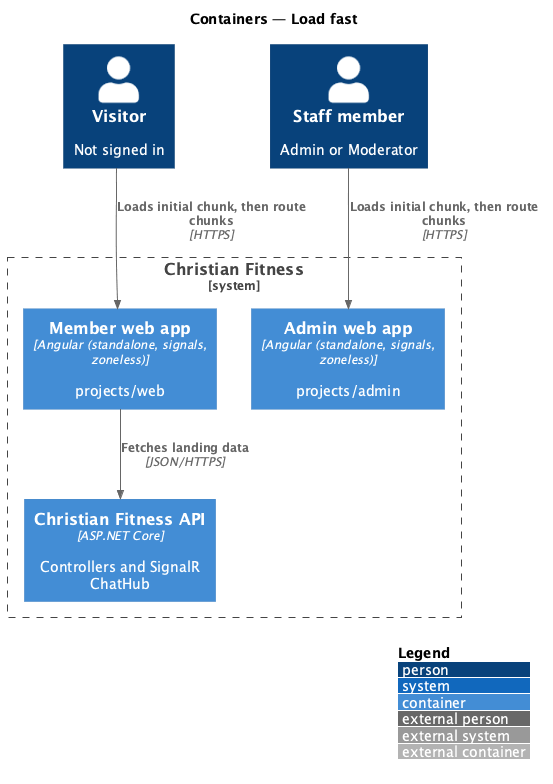 Containers — Load fast
Visitor
Not signed in
Staff member
Admin or Moderator
Loads initial chunk, then route
chunks
[HTTPS]
Loads initial chunk, then route
chunks
[HTTPS]
Christian Fitness
[system]
Member web app
[Angular (standalone, signals,
zoneless)]
projects/web
Admin web app
[Angular (standalone, signals,
zoneless)]
projects/admin
Fetches landing data
[JSON/HTTPS]
Christian Fitness API
[ASP.NET Core]
Controllers and SignalR
ChatHub
Legend
person
system
container
external person
external system
external container